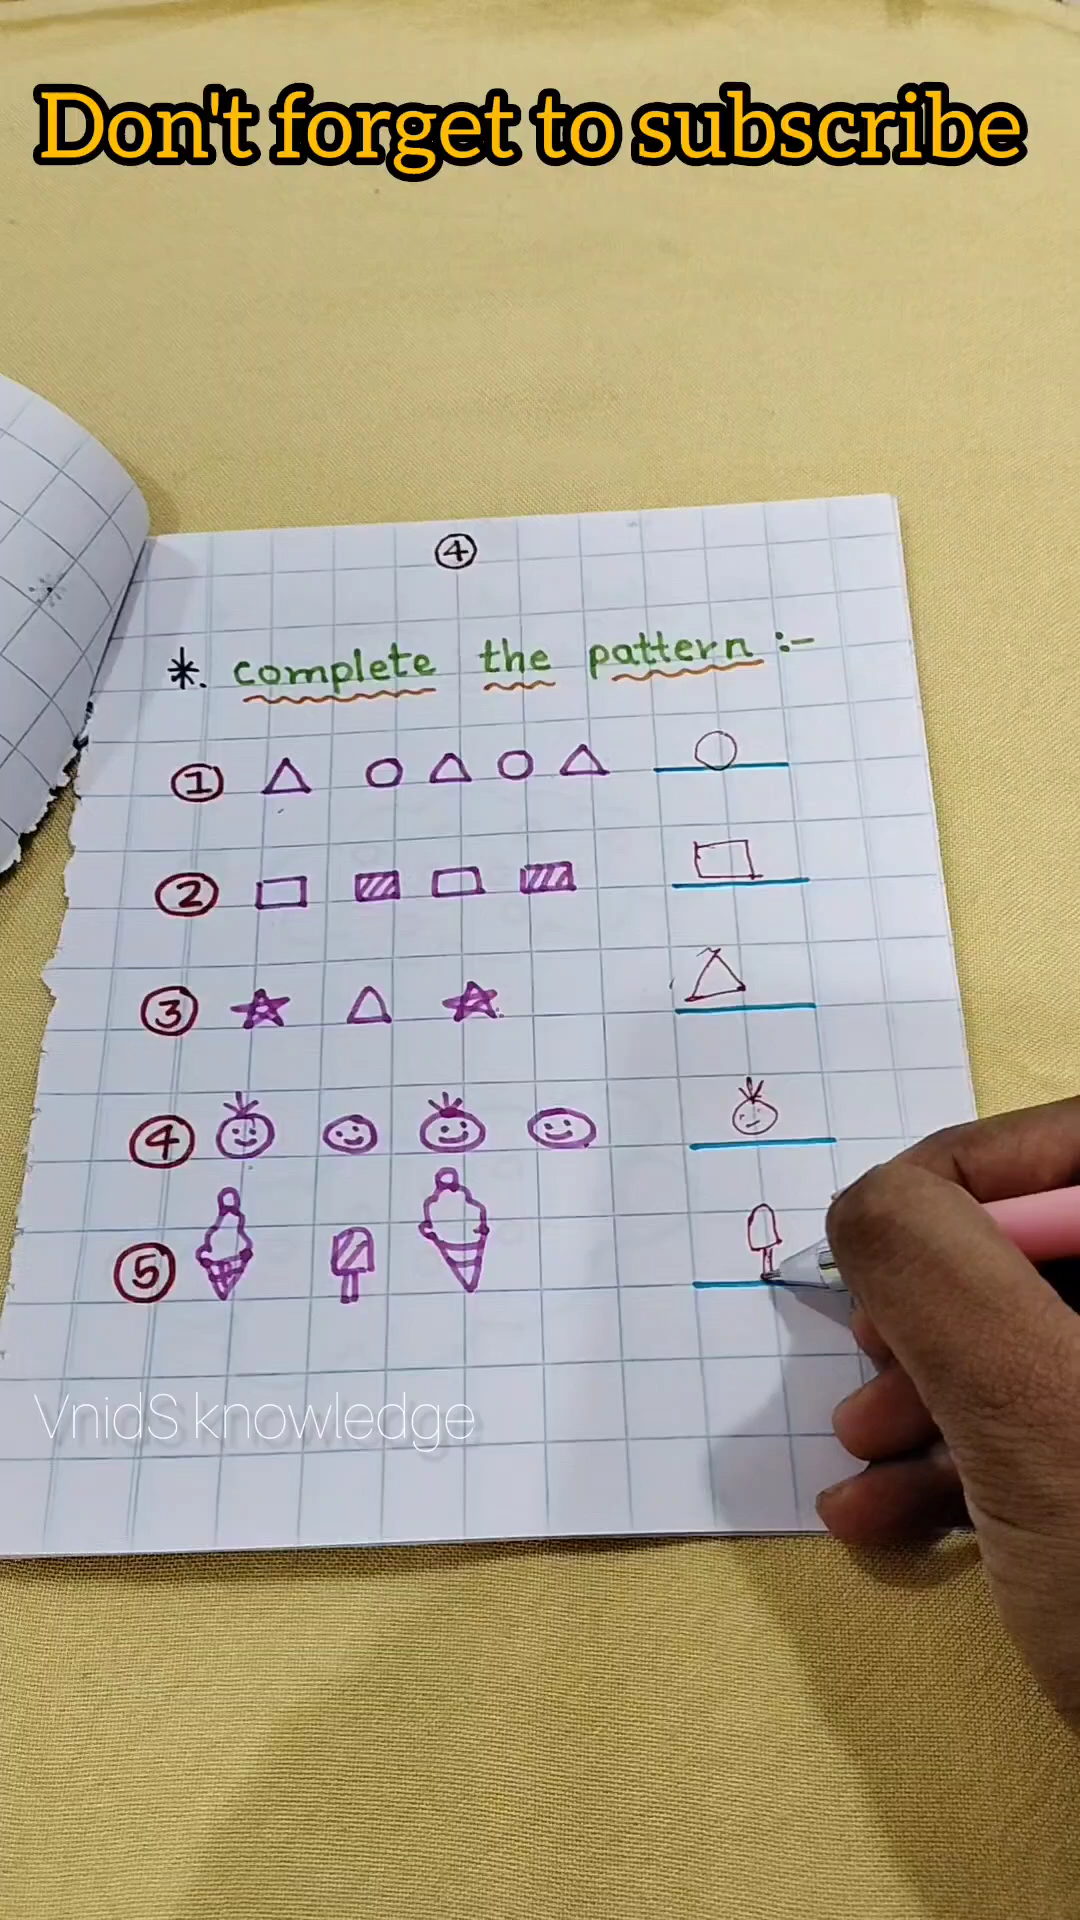 Don't forget to subscribe
4
*. complete the pattern :-
1
2
3
4
5
VnidS knowledge